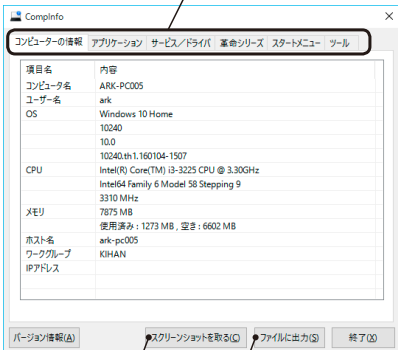 CompInfo
コンピューターの情報 アプリケーション サービス／ドライバ 革命シリーズ スタートメニュー ツール
項目名 内容
コンピュータ名 ARK-PC005
ユーザー名 ark
OS Windows 10 Home
10240
10.0
10240.th1.160104-1507
CPU Intel(R) Core(TM) i3-3225 CPU @ 3.30GHz
Intel64 Family 6 Model 58 Stepping 9
3310 MHz
メモリ 7875 MB
使用済み : 1273 MB , 空き : 6602 MB
ホスト名 ark-pc005
ワークグループ KIHAN
IPアドレス
バージョン情報(A) スクリーンショットを取る(C) ファイルに出力(S) 終了(X)